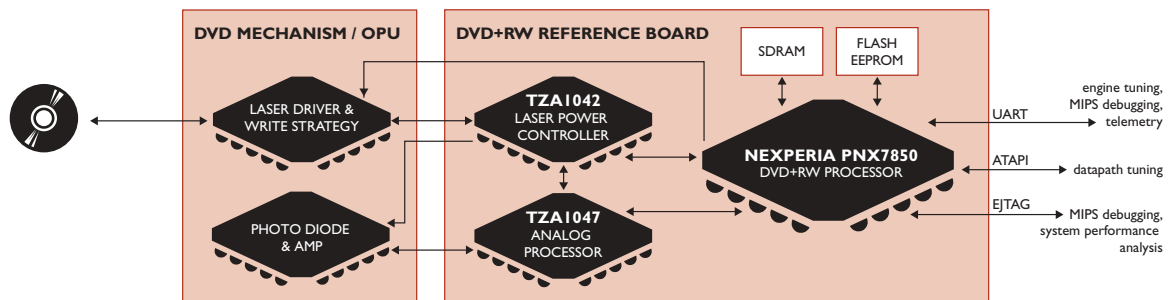 DVD MECHANISM / OPU
LASER DRIVER &
WRITE STRATEGY
PHOTO DIODE
& AMP
DVD+RW REFERENCE BOARD
TZA1042
LASER POWER
CONTROLLER
TZA1047
ANALOG
PROCESSOR
SDRAM
FLASH
EEPROM
NEXPERIA PNX7850
DVD+RW PROCESSOR
UART
engine tuning,
MIPS debugging,
telemetry
ATAPI
datapath tuning
EJTAG
MIPS debugging,
system performance
analysis